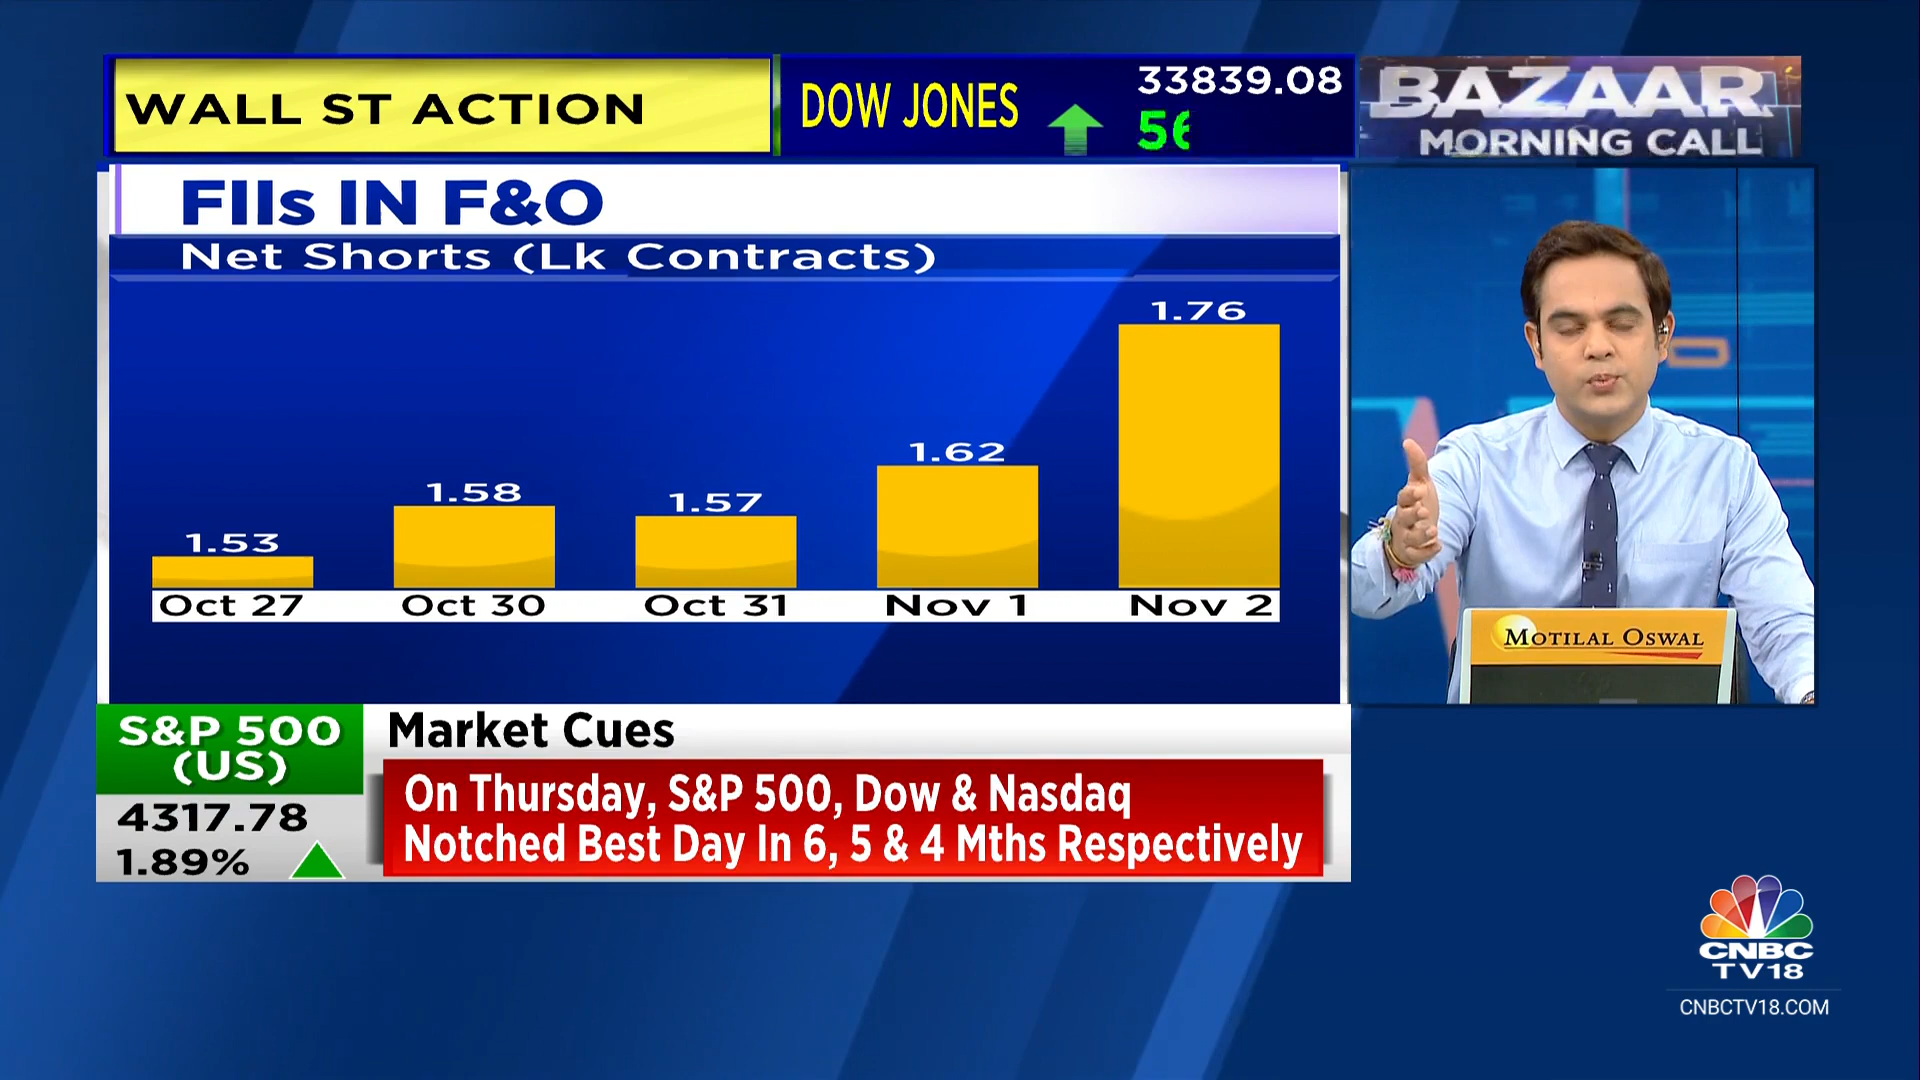 WALL ST ACTION
DOW JONES
33839.08
BAZAAR
MORNING CALL
FIIs IN F&O
Net Shorts (Lk Contracts)
1.53
1.58
1.57
1.62
1.76
Oct 27
Oct 30
Oct 31
Nov 1
Nov 2
MOTILAL OSWAL
S&P 500
(US)
4317.78
1.89%
Market Cues
On Thursday, S&P 500, Dow & Nasdaq
Notched Best Day In 6, 5 & 4 Mths Respectively
CNBC
TV18
CNBCTV18.COM